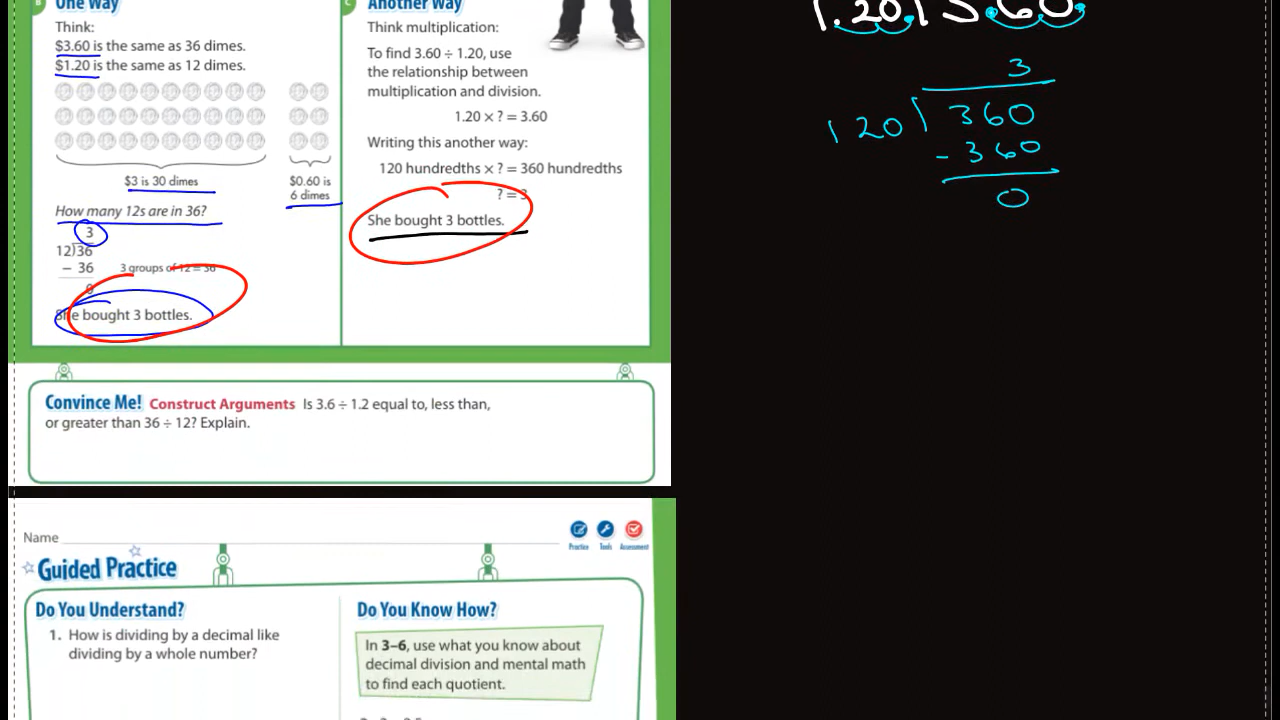 One Way
Think:
$3.60 is the same as 36 dimes.
$1.20 is the same as 12 dimes.
$3 is 30 dimes
$0.60 is
6 dimes
How many 12s are in 36?
3
12)36
− 36
3 groups of 12 = 36
0
She bought 3 bottles.
C
Another Way
Think multiplication:
To find 3.60 ÷ 1.20, use
the relationship between
multiplication and division.
1.20 × ? = 3.60
Writing this another way:
120 hundredths × ? = 360 hundredths
? = 3
She bought 3 bottles.
1.20)3.60.
3
120)360
- 360
0
Convince Me! Construct Arguments Is 3.6 ÷ 1.2 equal to, less than,
or greater than 36 ÷ 12? Explain.
Name
Practice Tools Assessment
Guided Practice
Do You Understand?
1. How is dividing by a decimal like
dividing by a whole number?
Do You Know How?
In 3–6, use what you know about
decimal division and mental math
to find each quotient.